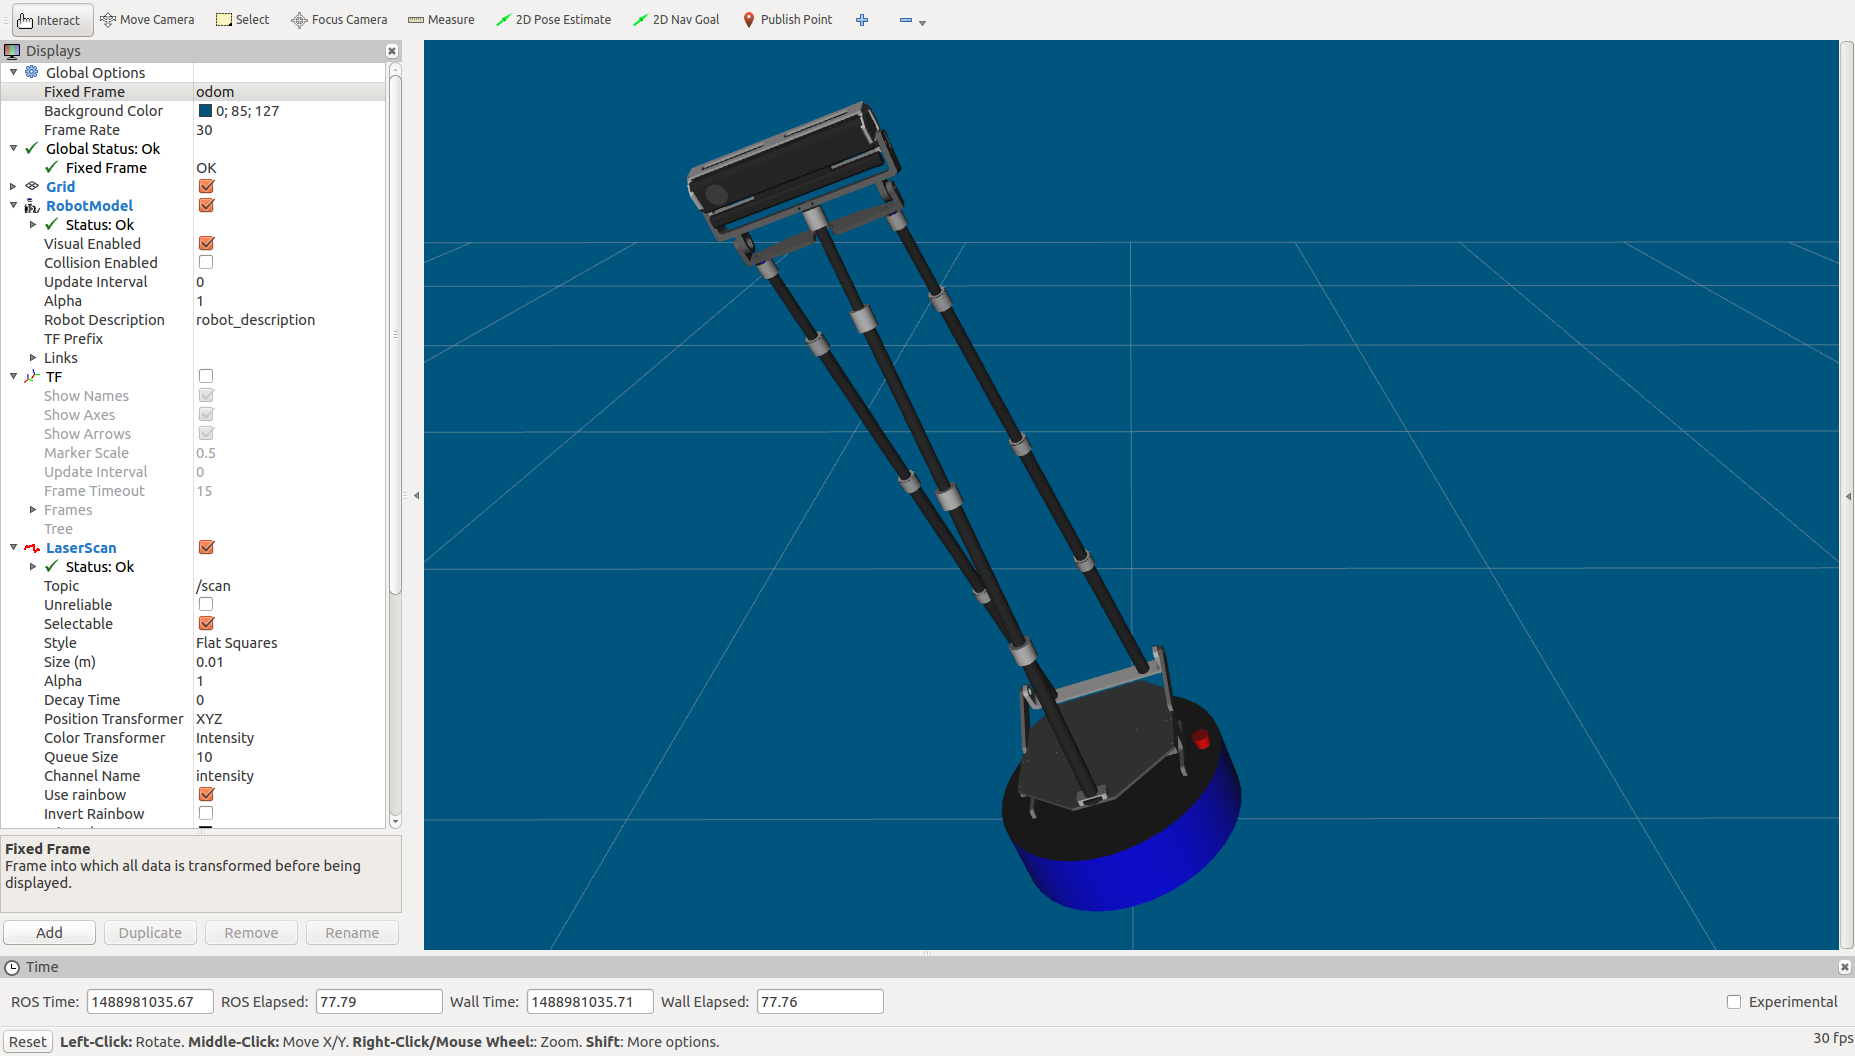 Interact Move Camera Select Focus Camera Measure 2D Pose Estimate 2D Nav Goal Publish Point
Displays
Global Options
Fixed Frame odom
Background Color 0; 85; 127
Frame Rate 30
Global Status: Ok
Fixed Frame OK
Grid
RobotModel
Status: Ok
Visual Enabled
Collision Enabled
Update Interval 0
Alpha 1
Robot Description robot_description
TF Prefix
Links
TF
Show Names
Show Axes
Show Arrows
Marker Scale 0.5
Update Interval 0
Frame Timeout 15
Frames
Tree
LaserScan
Status: Ok
Topic /scan
Unreliable
Selectable
Style Flat Squares
Size (m) 0.01
Alpha 1
Decay Time 0
Position Transformer XYZ
Color Transformer Intensity
Queue Size 10
Channel Name intensity
Use rainbow
Invert Rainbow
Fixed Frame
Frame into which all data is transformed before being
displayed.
Add Duplicate Remove Rename
Time
ROS Time: 1488981035.67 ROS Elapsed: 77.79 Wall Time: 1488981035.71 Wall Elapsed: 77.76 Experimental
Reset Left-Click: Rotate. Middle-Click: Move X/Y. Right-Click/Mouse Wheel:: Zoom. Shift: More options. 30 fps